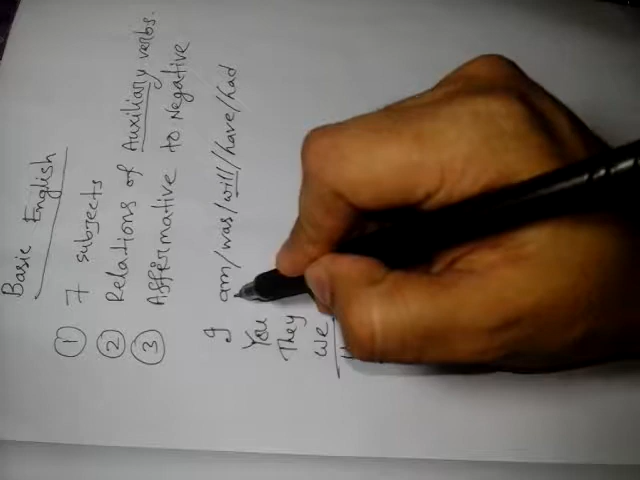 Basic English
① 7 subjects
② Relations of Auxiliary verbs.
③ Affirmative to Negative
I am/was/will/have/had
You
They
We